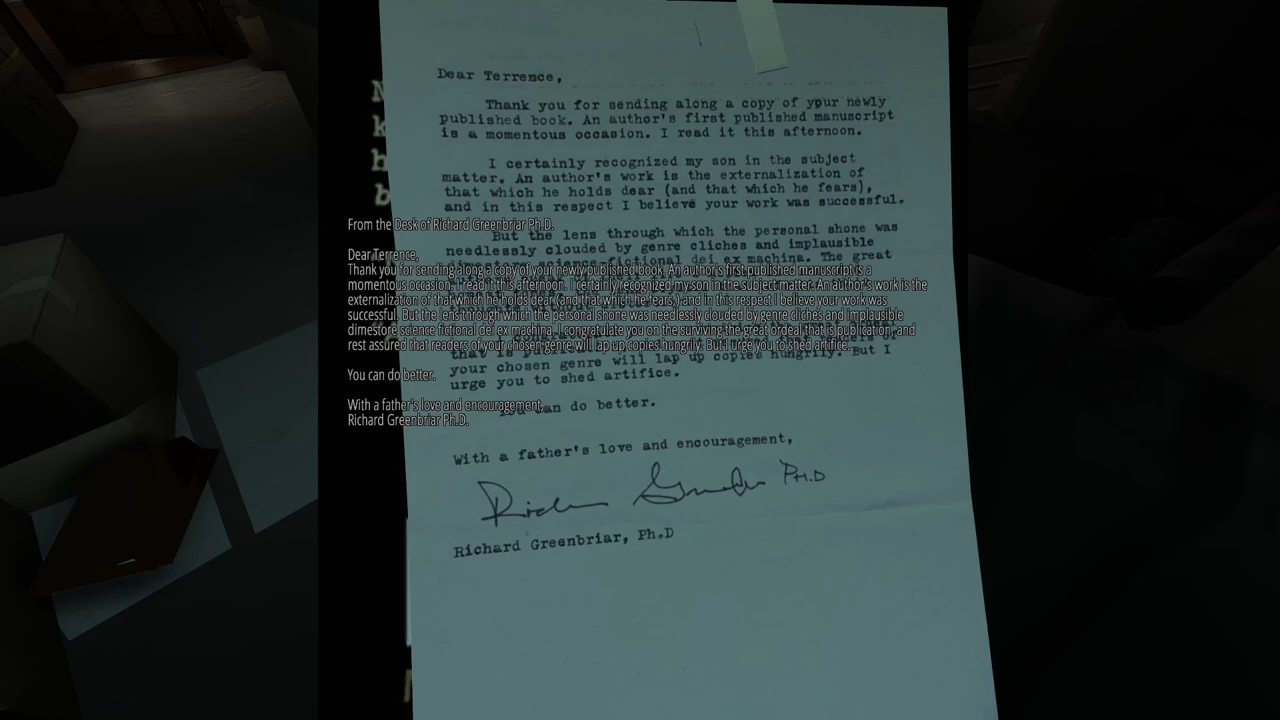 Dear Terrence,
Thank you for sending along a copy of your newly
published book. An author's first published manuscript
is a momentous occasion. I read it this afternoon.
I certainly recognized my son in the subject
matter. An author's work is the externalization of
that which he holds dear (and that which he fears),
and in this respect I believe your work was successful.
But the lens through which the personal shone was
needlessly clouded by genre cliches and implausible
dimestore science-fictional dei ex machina. The great
your chosen genre will lap up copies hungrily. But I
urge you to shed artifice.
You can do better.
With a father's love and encouragement,
Richard Greenbriar, Ph.D
From the Desk of Richard Greenbriar Ph.D.
Dear Terrence,
Thank you for sending along a copy of your newly published book. An author's first published manuscript is a
momentous occasion. I read it this afternoon. I certainly recognized my son in the subject matter. An author's work is the
externalization of that which he holds dear (and that which he fears,) and in this respect I believe your work was
successful. But the lens through which the personal shone was needlessly clouded by genre cliches and implausible
dimestore science fictional dei ex machina. I congratulate you on the surviving the great ordeal that is publication, and
rest assured that readers of your chosen genre will lap up copies hungrily. But I urge you to shed artifice.
You can do better.
With a father's love and encouragement,
Richard Greenbriar Ph.D.